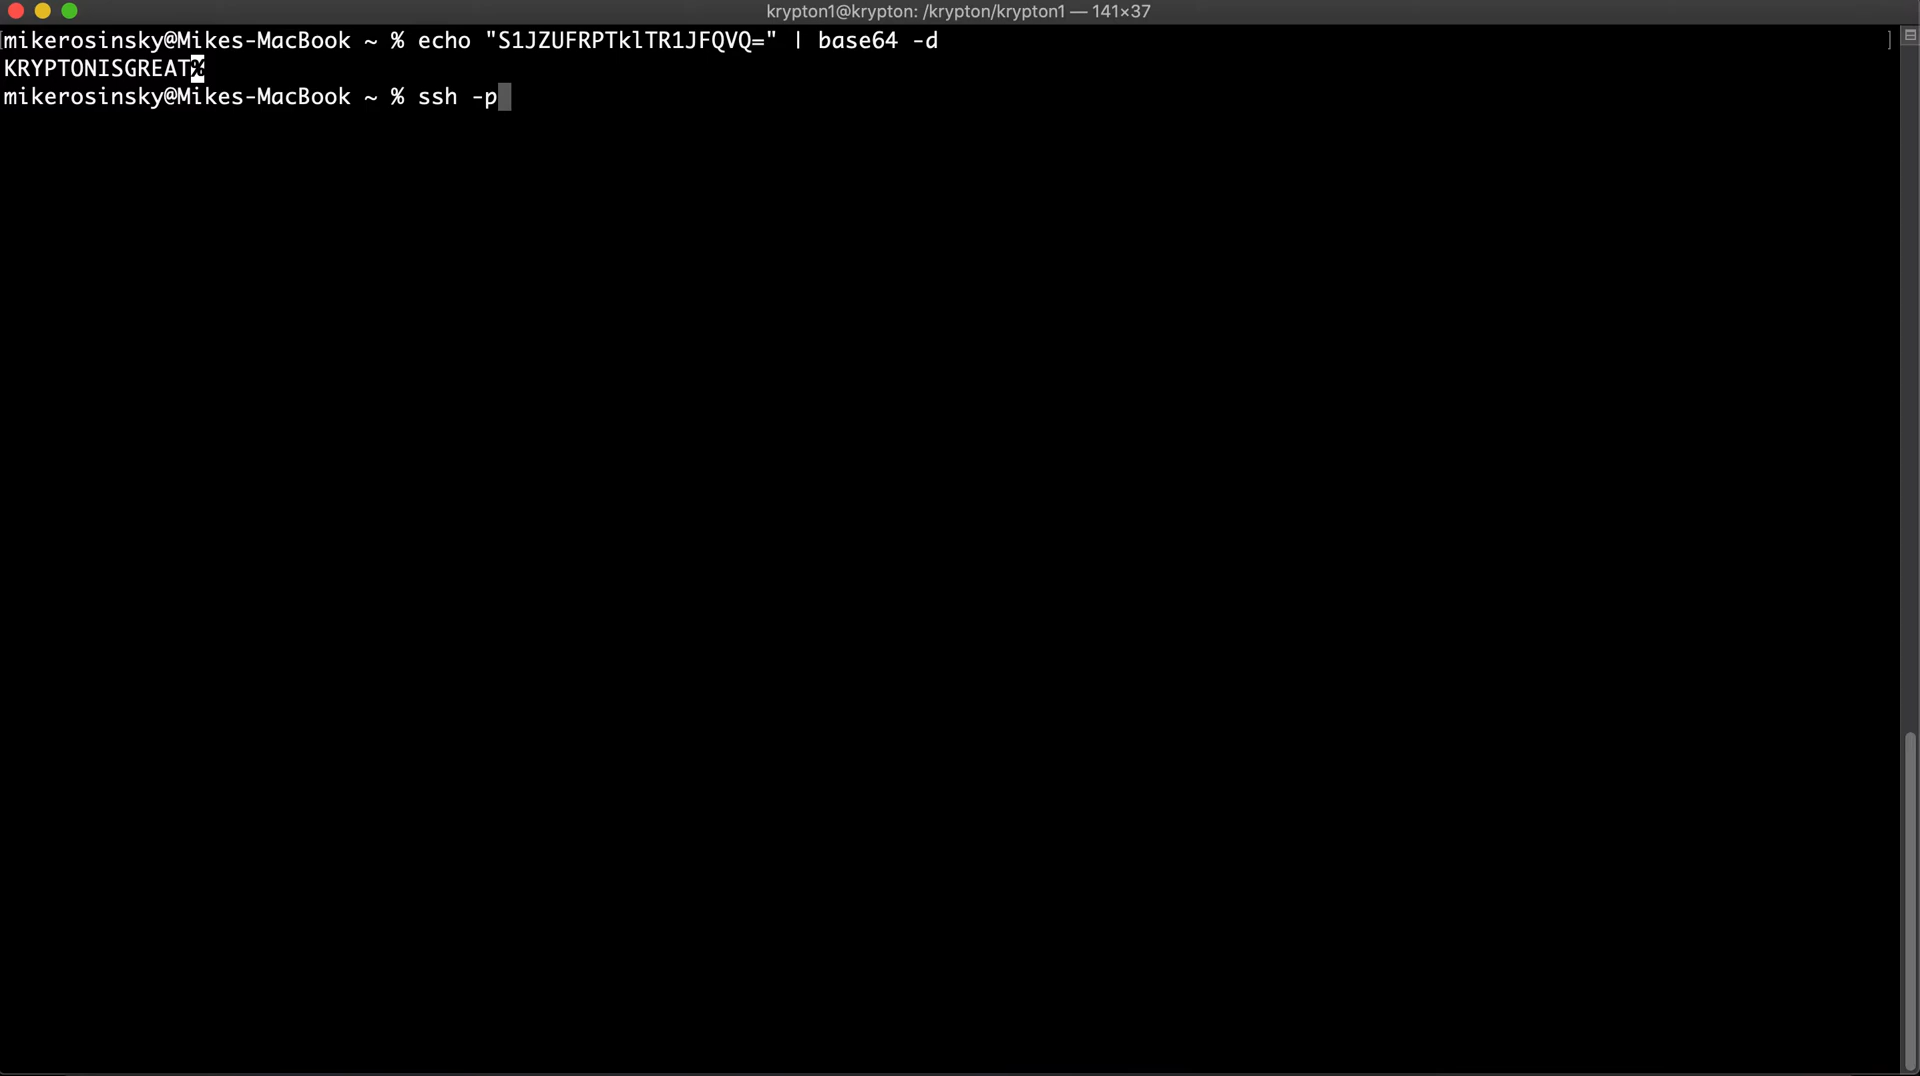 krypton1@krypton: /krypton/krypton1 — 141×37
mikerosinsky@Mikes-MacBook ~ % echo "S1JZUFRPTklTR1JFQVQ=" | base64 -d
KRYPTONISGREAT%
mikerosinsky@Mikes-MacBook ~ % ssh -p